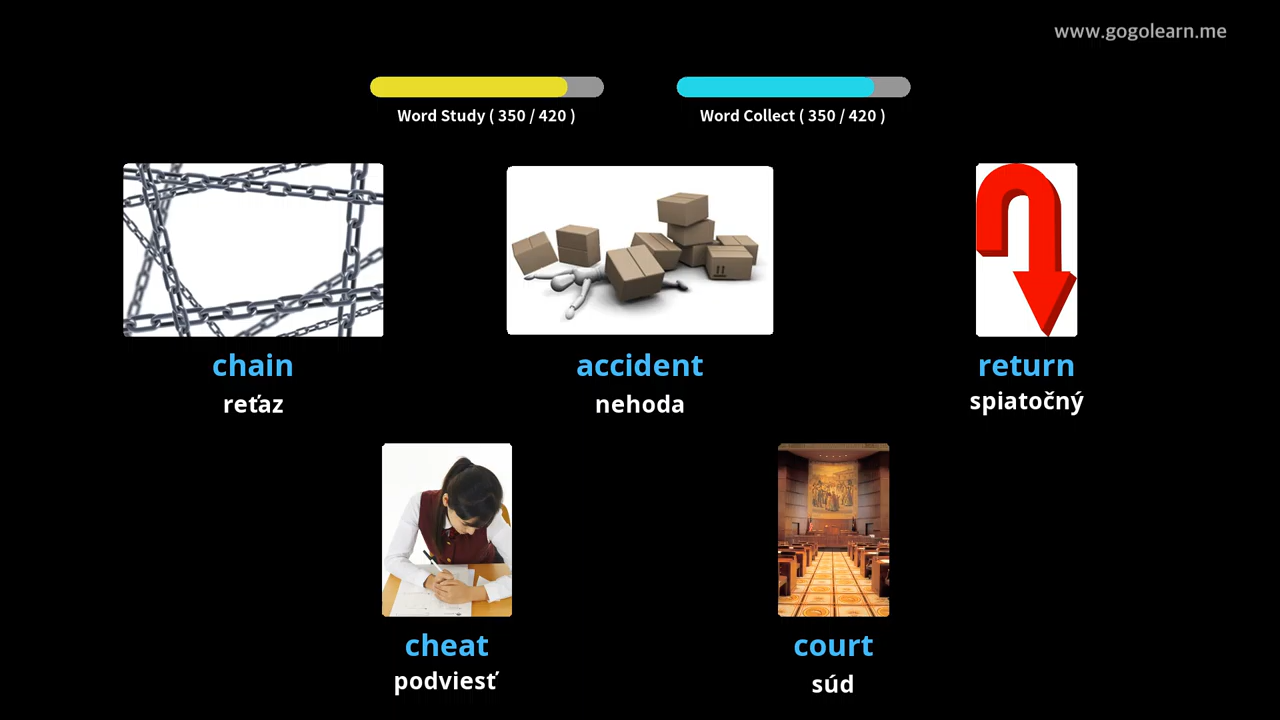 www.gogolearn.me
Word Study ( 350 / 420 )
Word Collect ( 350 / 420 )
chain
accident
return
reťaz
nehoda
spiatočný
cheat
court
podviesť
súd